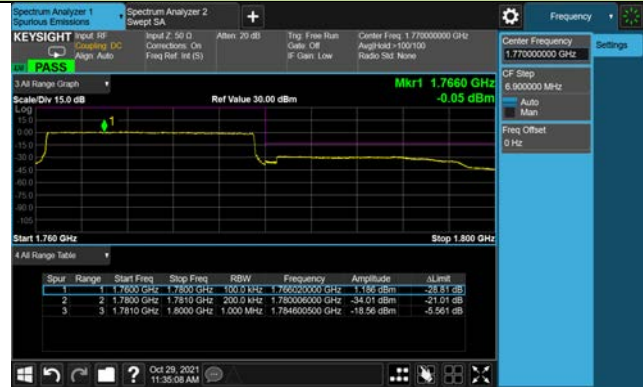 Spectrum Analyzer 1
Spurious Emissions
Spectrum Analyzer 2
Swept SA
Frequency
KEYSIGHT
Input: RF
Coupling: DC
Align: Auto
Input Z: 50 Ω
Corrections: On
Freq Ref: Int (S)
Atten: 20 dB
Trig: Free Run
Gate: Off
IF Gain: Low
Center Freq: 1.770000000 GHz
Avg|Hold:>100/100
Radio Std: None
PASS
3 All Range Graph
Mkr1 1.7660 GHz
Scale/Div 15.0 dB
Ref Value 30.00 dBm
-0.05 dBm
Log
1
15.0
0.00
-15.0
-30.0
-45.0
-60.0
-75.0
-90.0
-105
Start 1.760 GHz
Stop 1.800 GHz
4 All Range Table
Spur Range Start Freq Stop Freq RBW Frequency Amplitude ΔLimit
1 1 1.7600 GHz 1.7800 GHz 100.0 kHz 1.766020000 GHz 1.186 dBm -28.81 dB
2 2 1.7800 GHz 1.7810 GHz 200.0 kHz 1.780006000 GHz -34.01 dBm -21.01 dB
3 3 1.7810 GHz 1.8000 GHz 1.000 MHz 1.784600500 GHz -18.56 dBm -5.561 dB
Center Frequency
1.770000000 GHz
Settings
CF Step
6.900000 MHz
Auto
Man
Freq Offset
0 Hz
Oct 29, 2021
11:35:08 AM